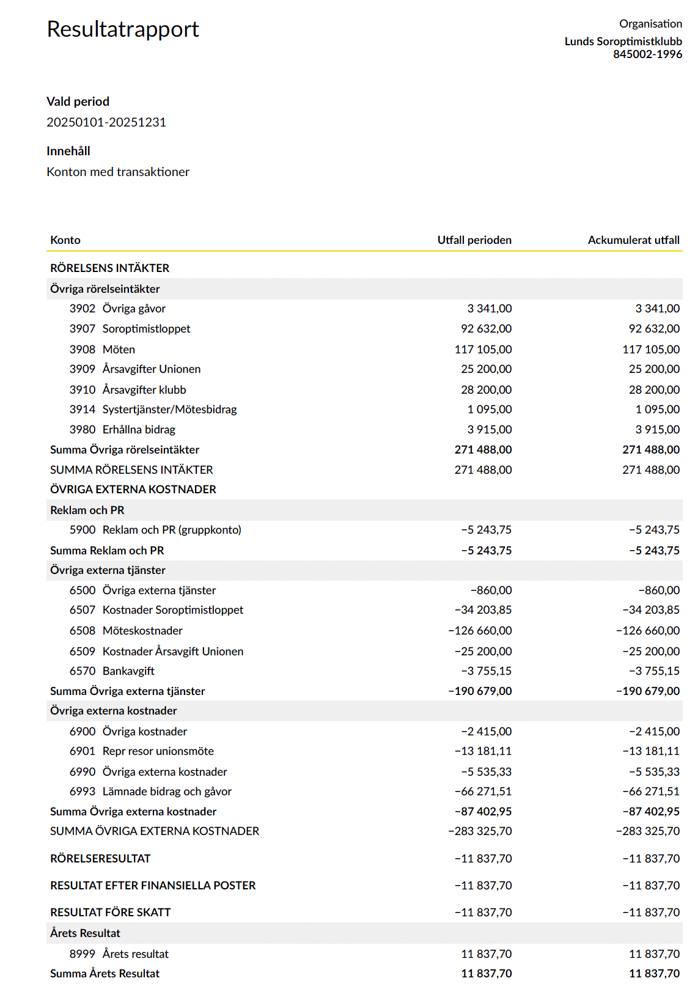 Resultatrapport
Organisation
Lunds Soroptimistklubb
845002-1996
Vald period
20250101-20251231
Innehåll
Konton med transaktioner
Konto Utfall perioden Ackumulerat utfall
RÖRELSENS INTÄKTER
Övriga rörelseintäkter
3902 Övriga gåvor 3 341,00 3 341,00
3907 Soroptimistloppet 92 632,00 92 632,00
3908 Möten 117 105,00 117 105,00
3909 Årsavgifter Unionen 25 200,00 25 200,00
3910 Årsavgifter klubb 28 200,00 28 200,00
3914 Systertjänster/Mötesbidrag 1 095,00 1 095,00
3980 Erhållna bidrag 3 915,00 3 915,00
Summa Övriga rörelseintäkter 271 488,00 271 488,00
SUMMA RÖRELSENS INTÄKTER 271 488,00 271 488,00
ÖVRIGA EXTERNA KOSTNADER
Reklam och PR
5900 Reklam och PR (gruppkonto) −5 243,75 −5 243,75
Summa Reklam och PR −5 243,75 −5 243,75
Övriga externa tjänster
6500 Övriga externa tjänster −860,00 −860,00
6507 Kostnader Soroptimistloppet −34 203,85 −34 203,85
6508 Möteskostnader −126 660,00 −126 660,00
6509 Kostnader Årsavgift Unionen −25 200,00 −25 200,00
6570 Bankavgift −3 755,15 −3 755,15
Summa Övriga externa tjänster −190 679,00 −190 679,00
Övriga externa kostnader
6900 Övriga kostnader −2 415,00 −2 415,00
6901 Repr resor unionsmöte −13 181,11 −13 181,11
6990 Övriga externa kostnader −5 535,33 −5 535,33
6993 Lämnade bidrag och gåvor −66 271,51 −66 271,51
Summa Övriga externa kostnader −87 402,95 −87 402,95
SUMMA ÖVRIGA EXTERNA KOSTNADER −283 325,70 −283 325,70
RÖRELSERESULTAT −11 837,70 −11 837,70
RESULTAT EFTER FINANSIELLA POSTER −11 837,70 −11 837,70
RESULTAT FÖRE SKATT −11 837,70 −11 837,70
Årets Resultat
8999 Årets resultat 11 837,70 11 837,70
Summa Årets Resultat 11 837,70 11 837,70